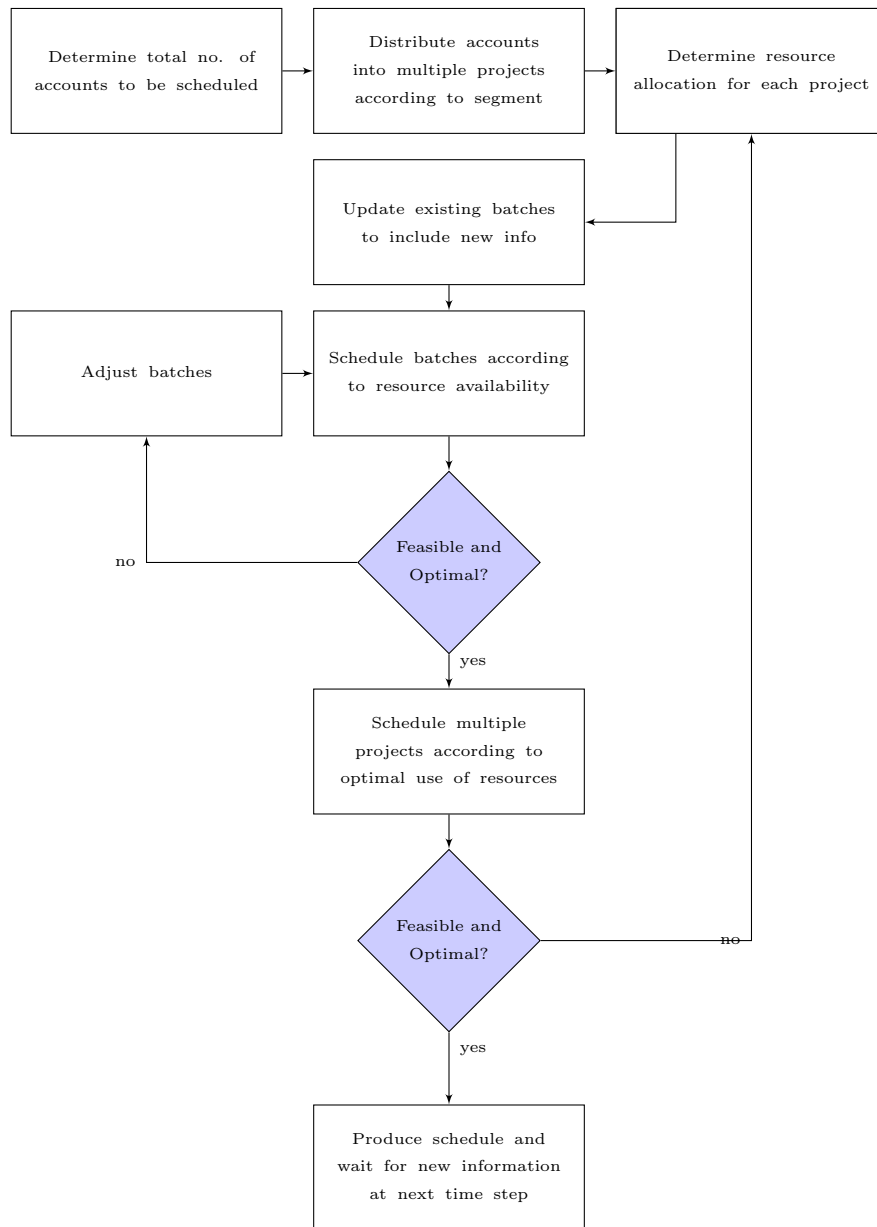 Determine total no. of
accounts to be scheduled
Distribute accounts
into multiple projects
according to segment
Determine resource
allocation for each project
Update existing batches
to include new info
Adjust batches
Schedule batches according
to resource availability
Feasible and
Optimal?
no
yes
Schedule multiple
projects according to
optimal use of resources
Feasible and
Optimal?
no
yes
Produce schedule and
wait for new information
at next time step